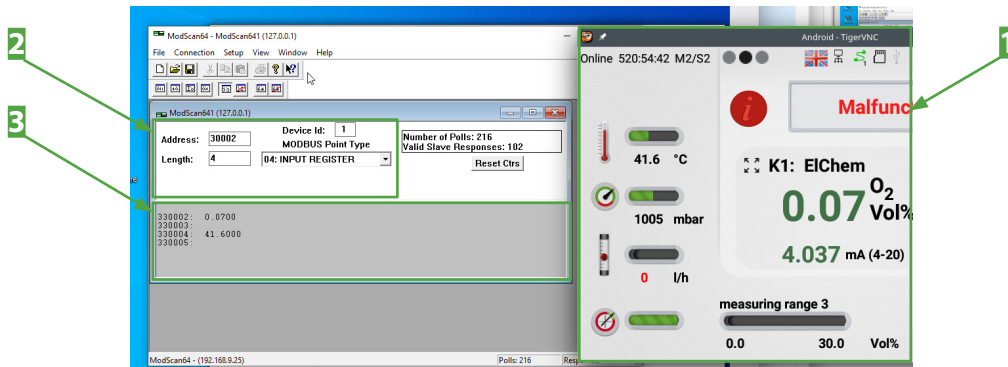 2
3
1
ModScan64 - ModScan641 (127.0.0.1)
File Connection Setup View Window Help
ModScan641 (127.0.0.1)
Address: 30002
Length: 4
Device Id: 1
MODBUS Point Type
04: INPUT REGISTER
Number of Polls: 216
Valid Slave Responses: 102
Reset Ctrs
330002: 0.0700
330003:
330004: 41.6000
330005:
ModScan64 - (192.168.9.25)
Polls: 216
Resp
Android - TigerVNC
Online 520:54:42 M2/S2
Malfunc
41.6 °C
1005 mbar
0 l/h
K1: ElChem
0.07 O2 Vol%
4.037 mA (4-20)
measuring range 3
0.0 30.0 Vol%